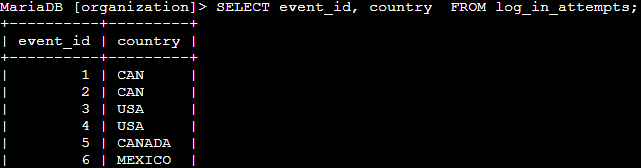 MariaDB [organization]> SELECT event_id, country  FROM log_in_attempts;
+----------+---------+
| event_id | country |
+----------+---------+
|        1 | CAN     |
|        2 | CAN     |
|        3 | USA     |
|        4 | USA     |
|        5 | CANADA  |
|        6 | MEXICO  |